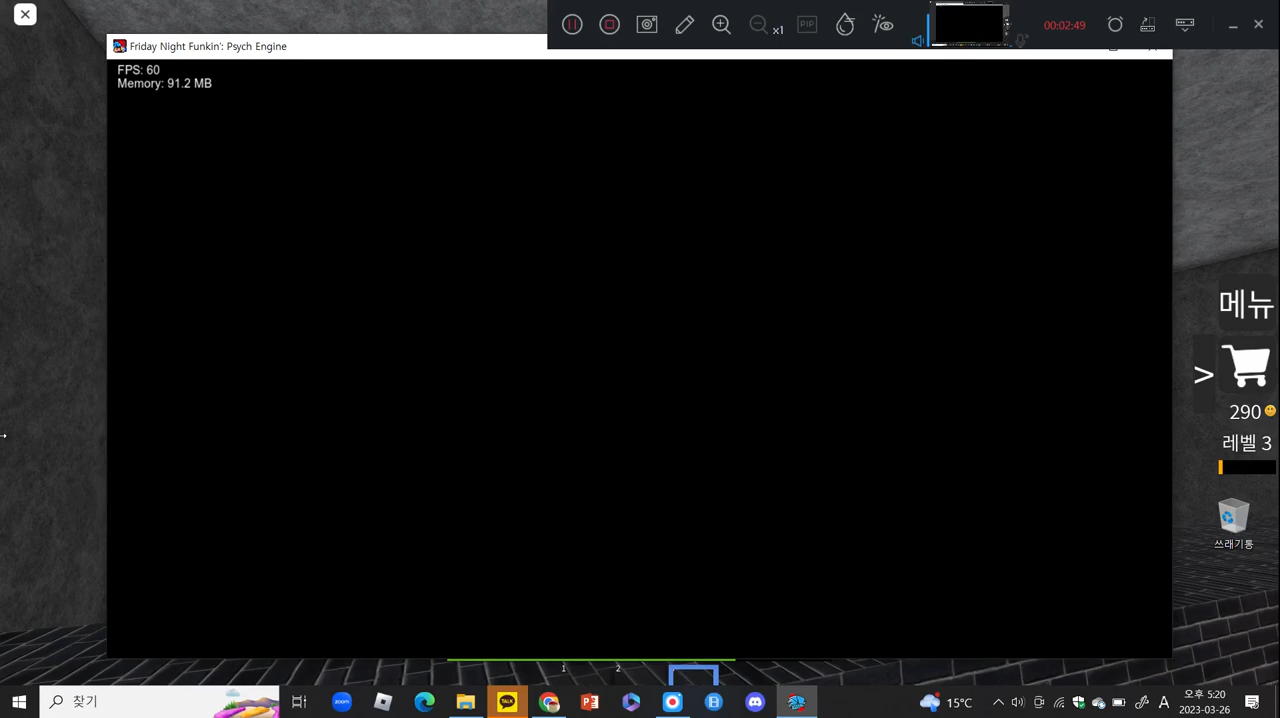 PIP
x1
00:02:49
Friday Night Funkin': Psych Engine
FPS: 60
Memory: 91.2 MB
메뉴
>
290
레벨 3
쓰레기통
1
2
찾기
zoom
TALK
15°C
A
오후 5:20
2023-03-26